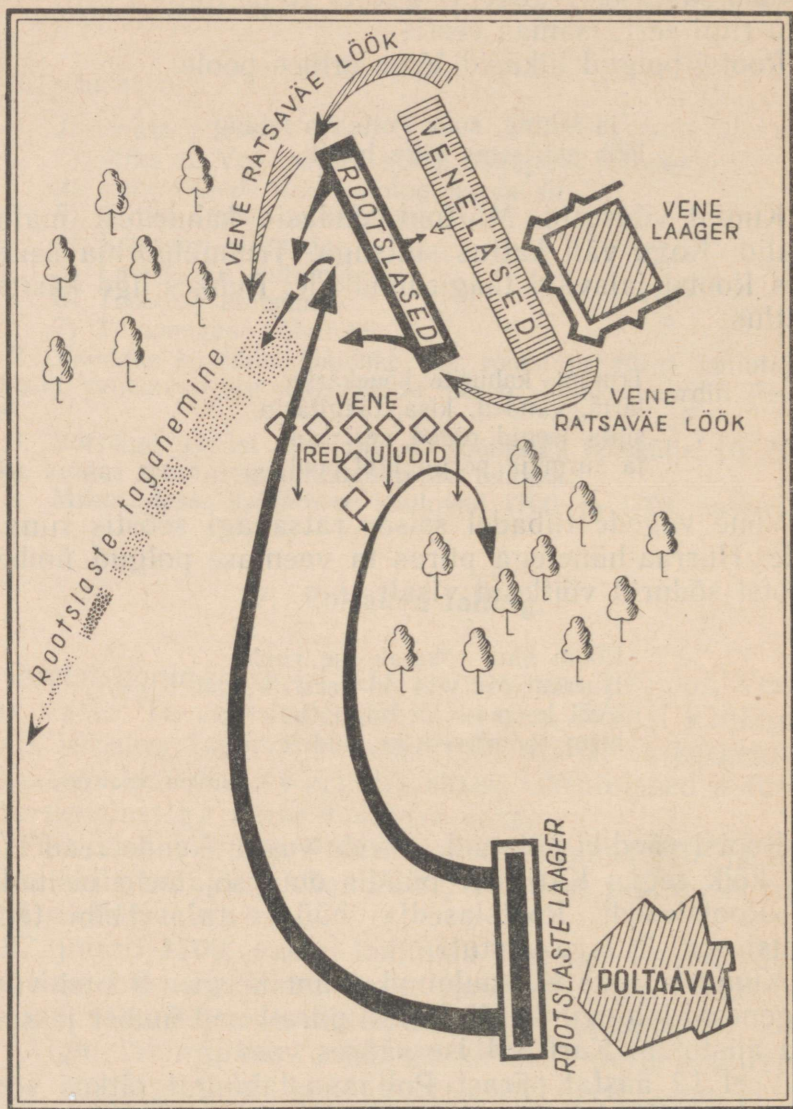 VENE RATSAVÄE LÖÖK
VENELASED
ROOTSLASED
VENE
LAAGER
VENE
RATSAVÄE LÖÖK
VENE
REDUUDID
Rootslaste taganemine
ROOTSLASTE LAAGER
POLTAAVA